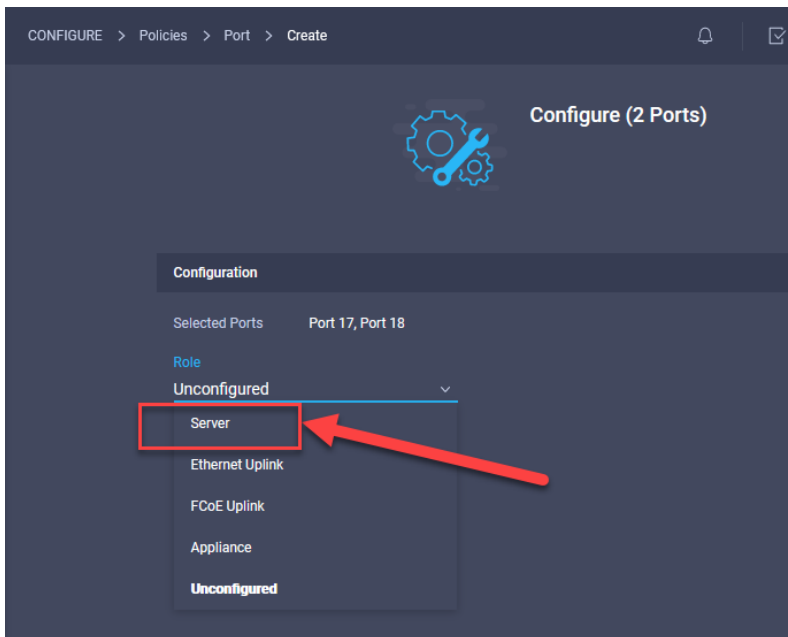 CONFIGURE > Policies > Port > Create
Configure (2 Ports)
Configuration
Selected Ports Port 17, Port 18
Role
Unconfigured
Server
Ethernet Uplink
FCoE Uplink
Appliance
Unconfigured